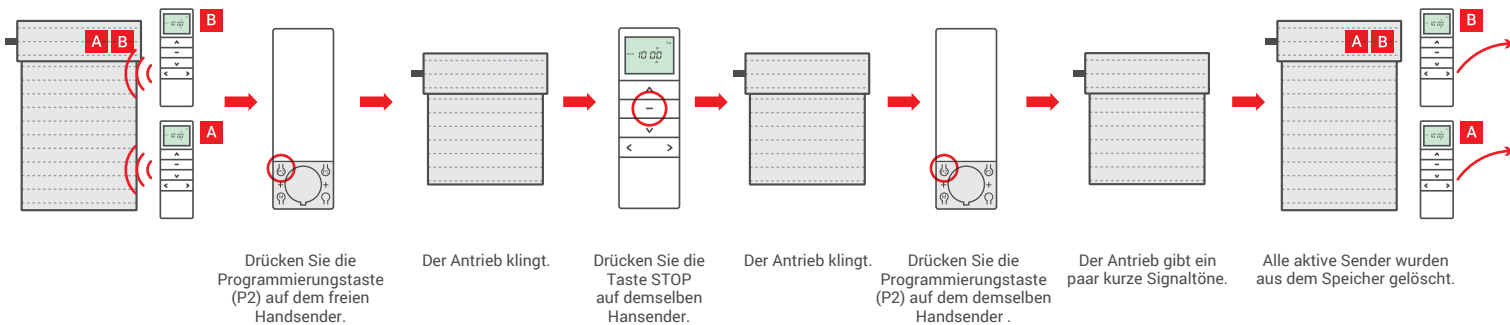 B
A B
A
10:00
B
A B
A
Drücken Sie die
Programmierungstaste
(P2) auf dem freien
Handsender.
Der Antrieb klingt.
Drücken Sie die
Taste STOP
auf demselben
Hansender.
Der Antrieb klingt.
Drücken Sie die
Programmierungstaste
(P2) auf dem demselben
Handsender .
Der Antrieb gibt ein
paar kurze Signaltöne.
Alle aktive Sender wurden
aus dem Speicher gelöscht.